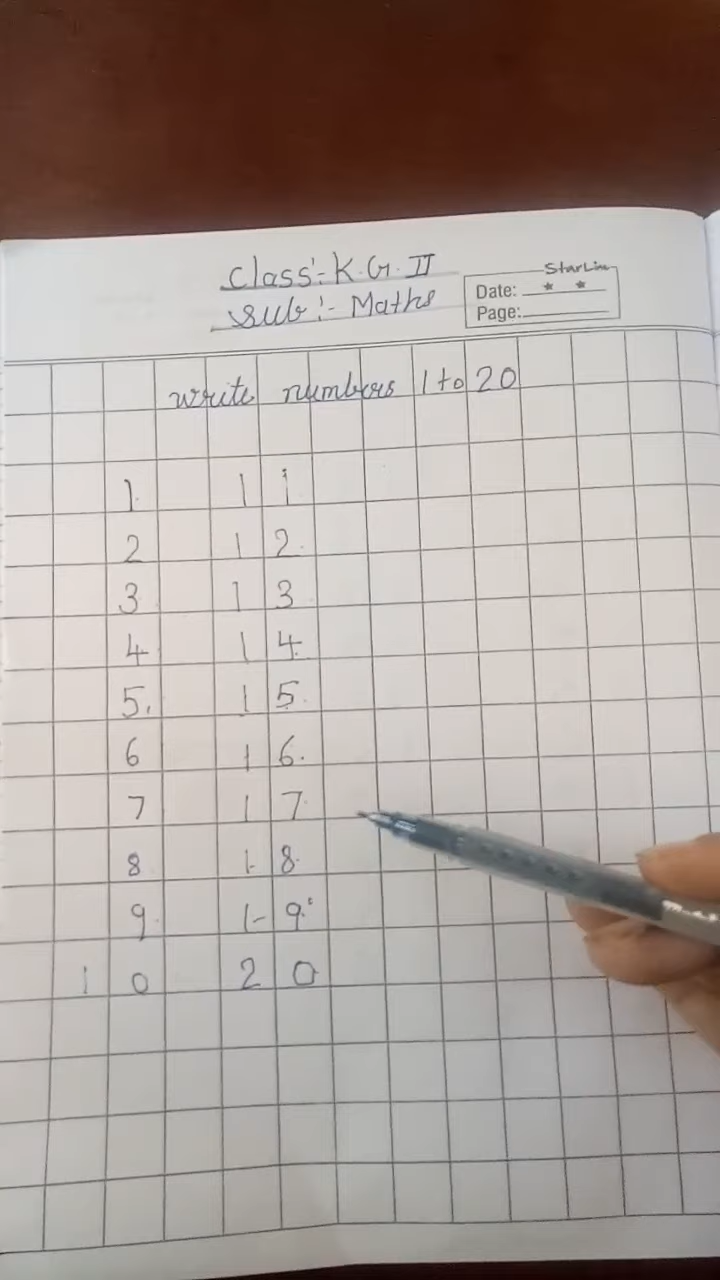 Class:- K.G.II
Sub:- Maths
StarLine
Date:
Page:
write numbers 1 to 20
1 11
2 12
3 13
4 14
5 15
6 16
7 17
8 18
9 19
10 20